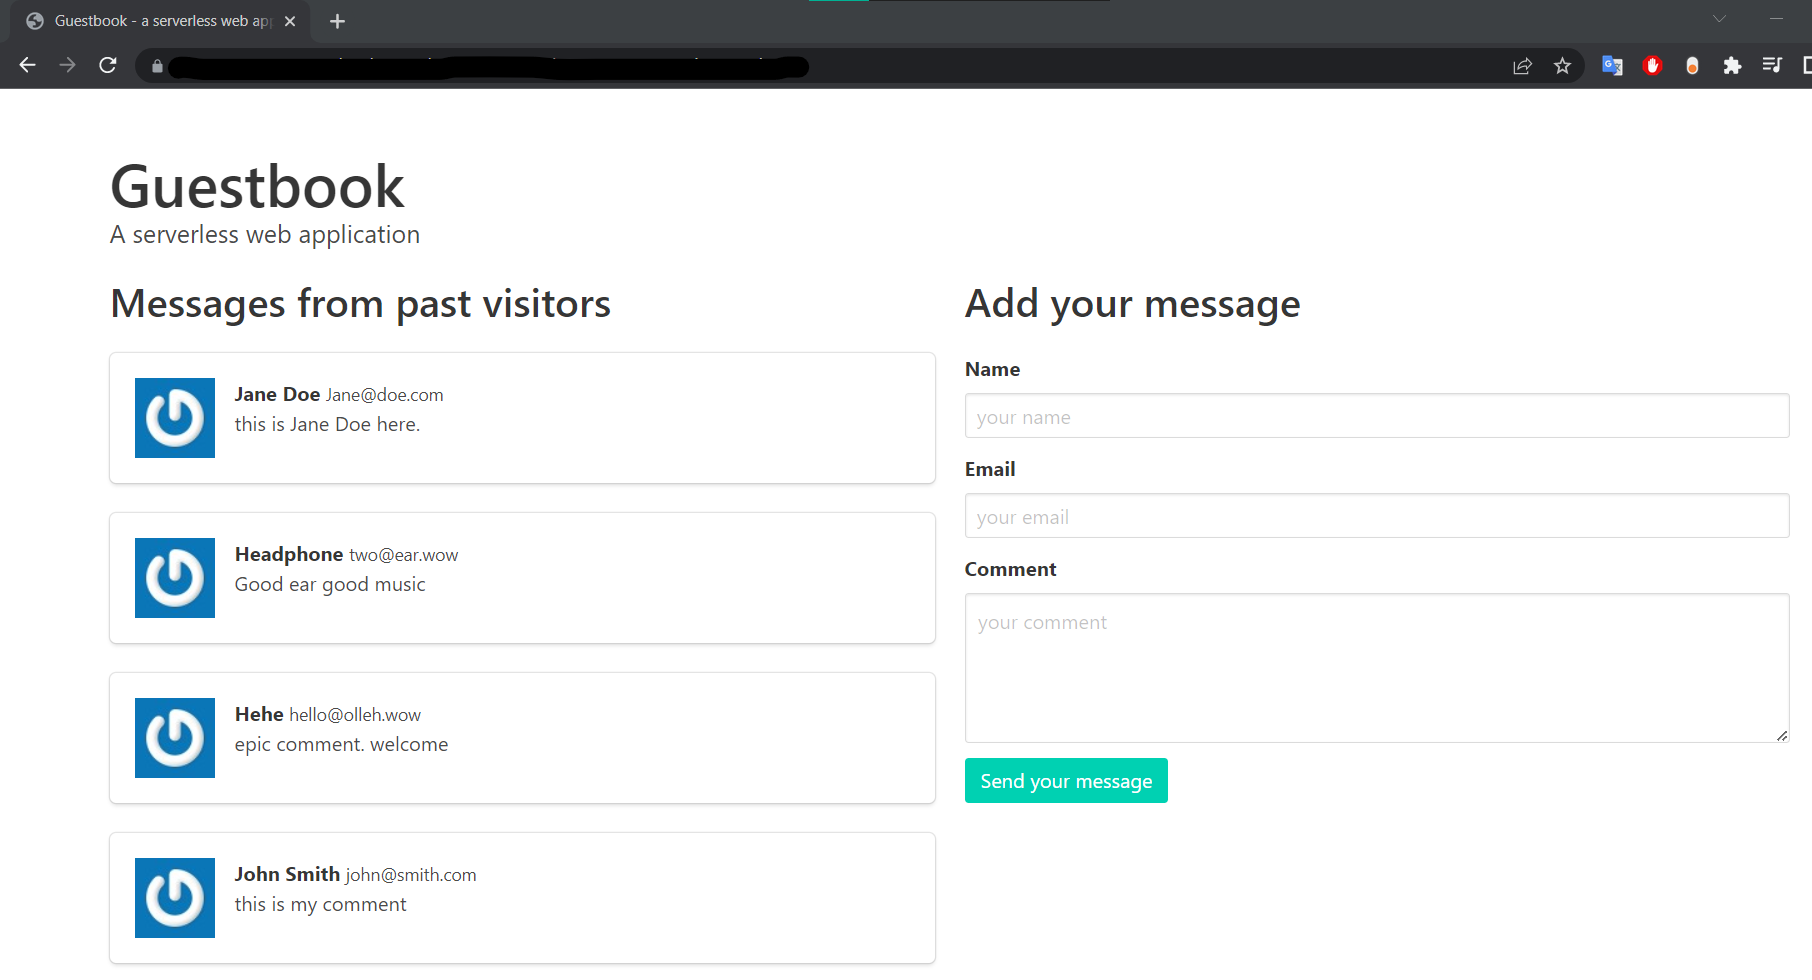 Guestbook - a serverless web app
Guestbook
A serverless web application
Messages from past visitors
Jane Doe Jane@doe.com
this is Jane Doe here.
Headphone two@ear.wow
Good ear good music
Hehe hello@olleh.wow
epic comment. welcome
John Smith john@smith.com
this is my comment
Add your message
Name
your name
Email
your email
Comment
your comment
Send your message